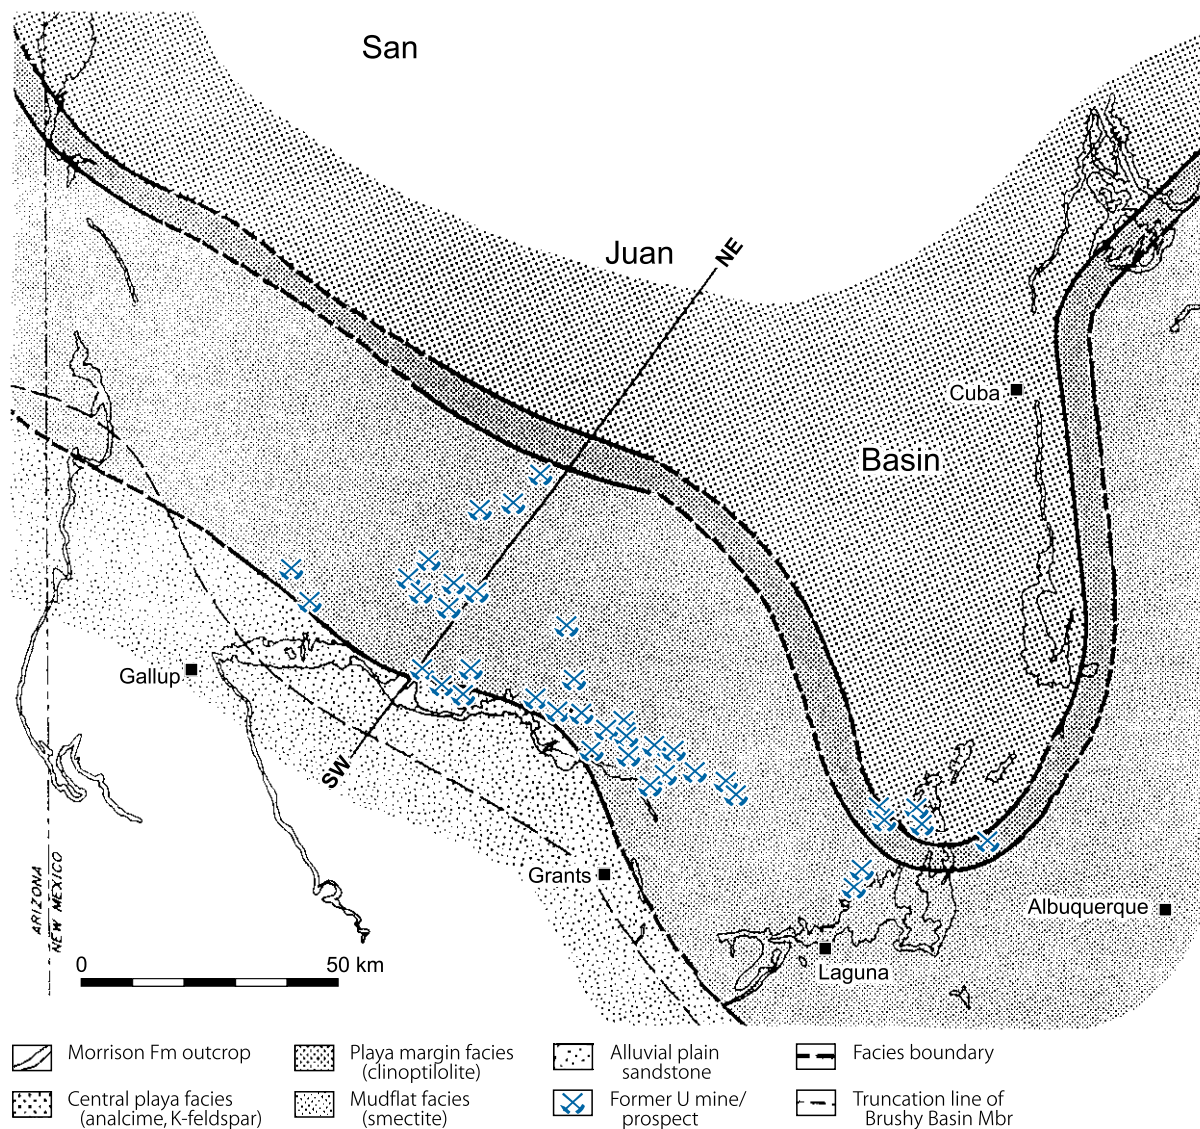 San
Juan
NE
Cuba
Basin
Gallup
SW
Grants
ARIZONA
NEW MEXICO
Albuquerque
Laguna
0 50 km
Morrison Fm outcrop
Central playa facies
(analcime, K-feldspar)
Playa margin facies
(clinoptilolite)
Mudflat facies
(smectite)
Alluvial plain
sandstone
Former U mine/
prospect
Facies boundary
Truncation line of
Brushy Basin Mbr